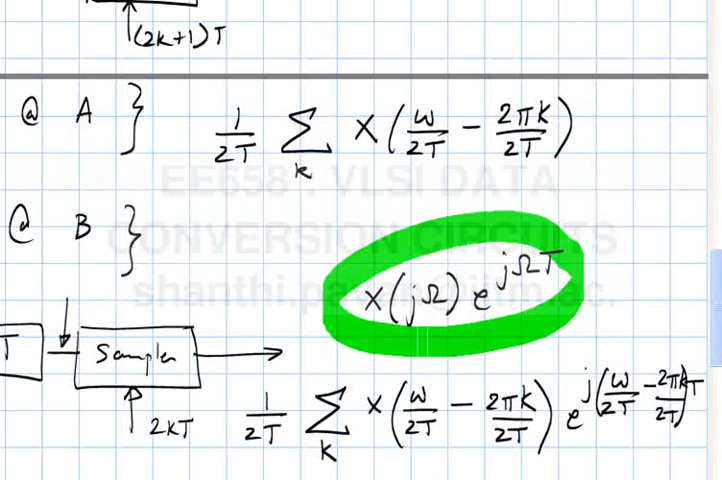 (2k+1)T
@ A } 1/2T Σ_k X(ω/2T − 2πk/2T)
EE658 : VLSI DATA
@ B }
CONVERSION CIRCUITS
X(jΩ) e^{jΩT}
T
Sampler
1/2T Σ_k X(ω/2T − 2πk/2T) e^{j(ω/2T − 2πk/2T)T}
2kT